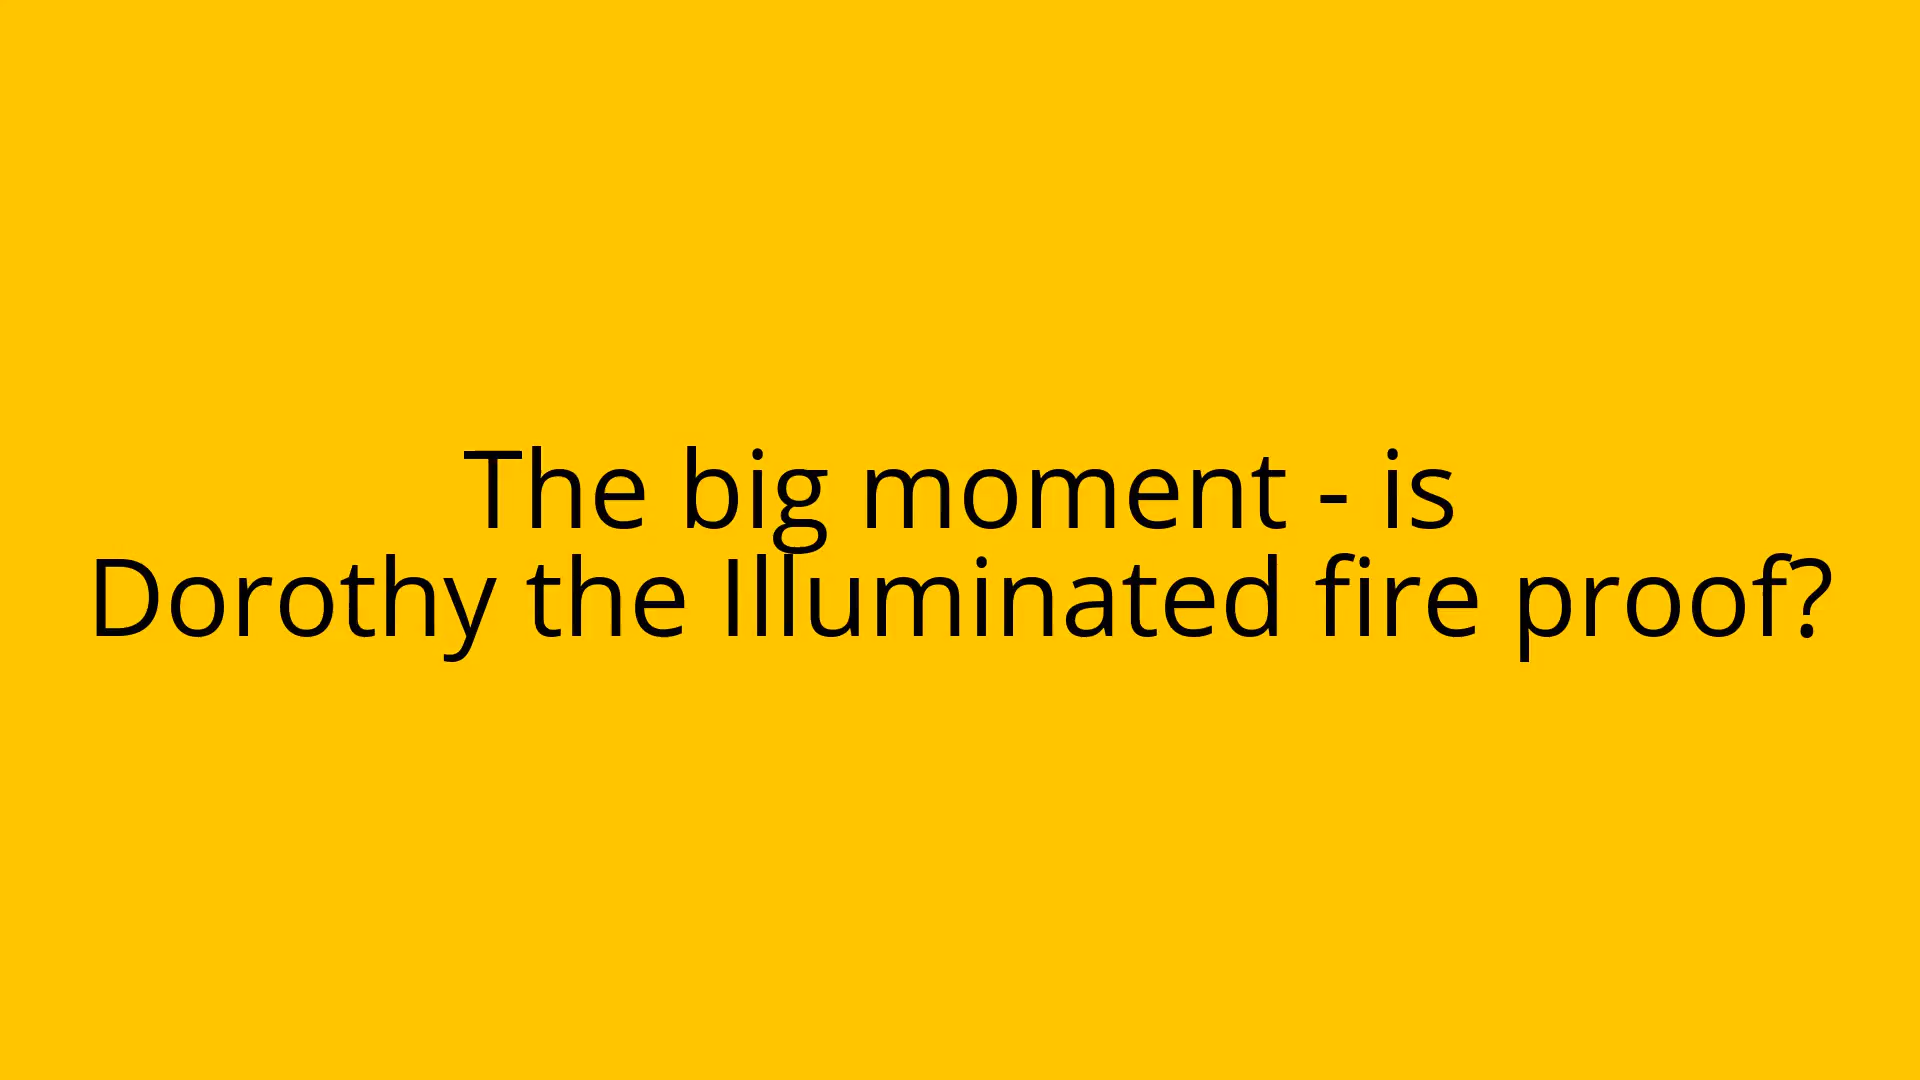 The big moment - is
Dorothy the Illuminated fire proof?